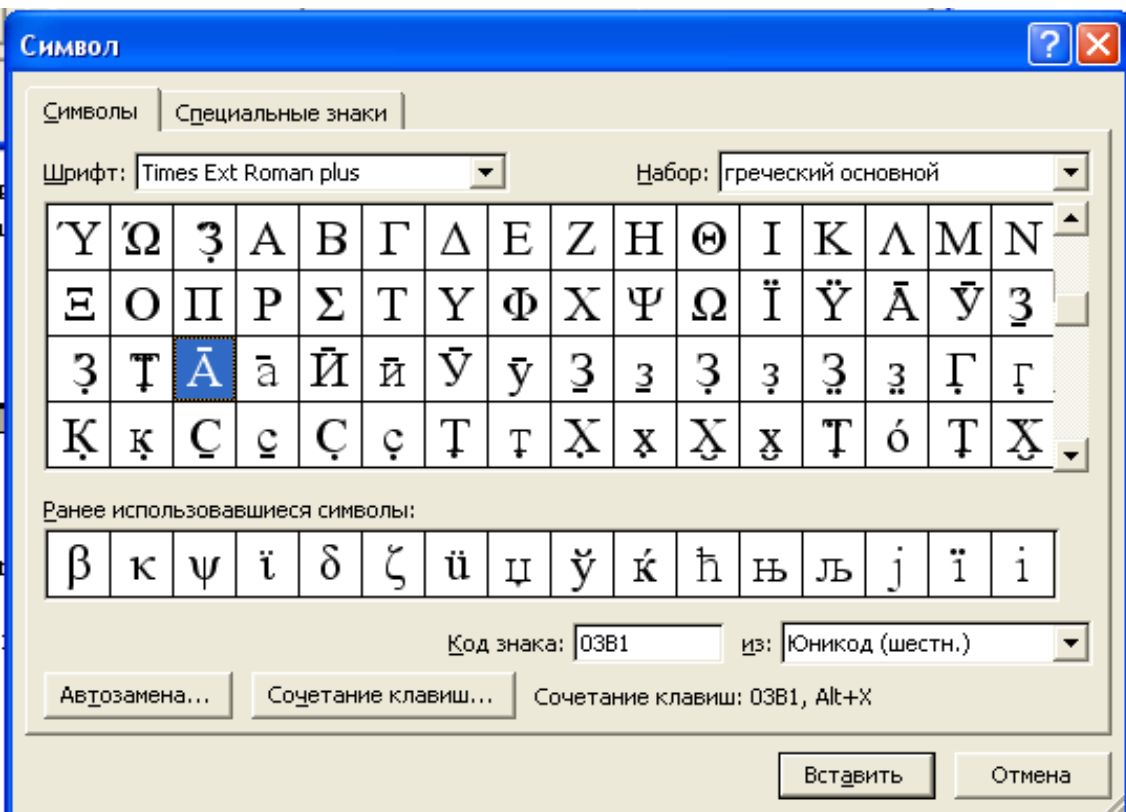 Символ
Символы Специальные знаки
Шрифт: Times Ext Roman plus Набор: греческий основной
Ύ Ώ Α Β Γ Δ Ε Ζ Η Θ Ι Κ Λ Μ Ν
Ξ Ο Π Ρ Σ Τ Υ Φ Χ Ψ Ω Ϊ Ϋ Ā Ӯ З̱
З̣ Т̣ Ā ā Ӣ ӣ Ӯ ӯ З̱ з̱ З̣ з̣ З̤ з̤ Г̣ г̣
Қ̣ қ̣ С̱ с̱ С̣ с̣ Т̣ т̣ Х̣ х̣ Х̮ х̮ Т̣ ό Т̣ Х̮
Ранее использовавшиеся символы:
β κ ψ ϊ δ ζ ü џ ў ќ ћ њ љ ј ї і
Код знака: 03B1 из: Юникод (шестн.)
Автозамена... Сочетание клавиш... Сочетание клавиш: 03B1, Alt+X
Вставить Отмена